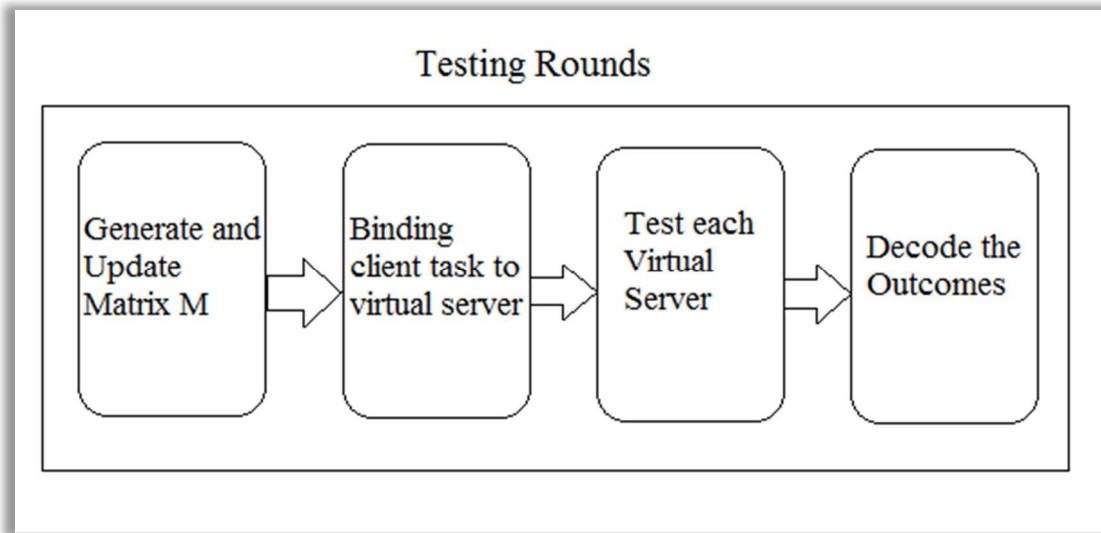 Testing Rounds
Generate and
Update
Matrix M
Binding
client task to
virtual server
Test each
Virtual
Server
Decode the
Outcomes